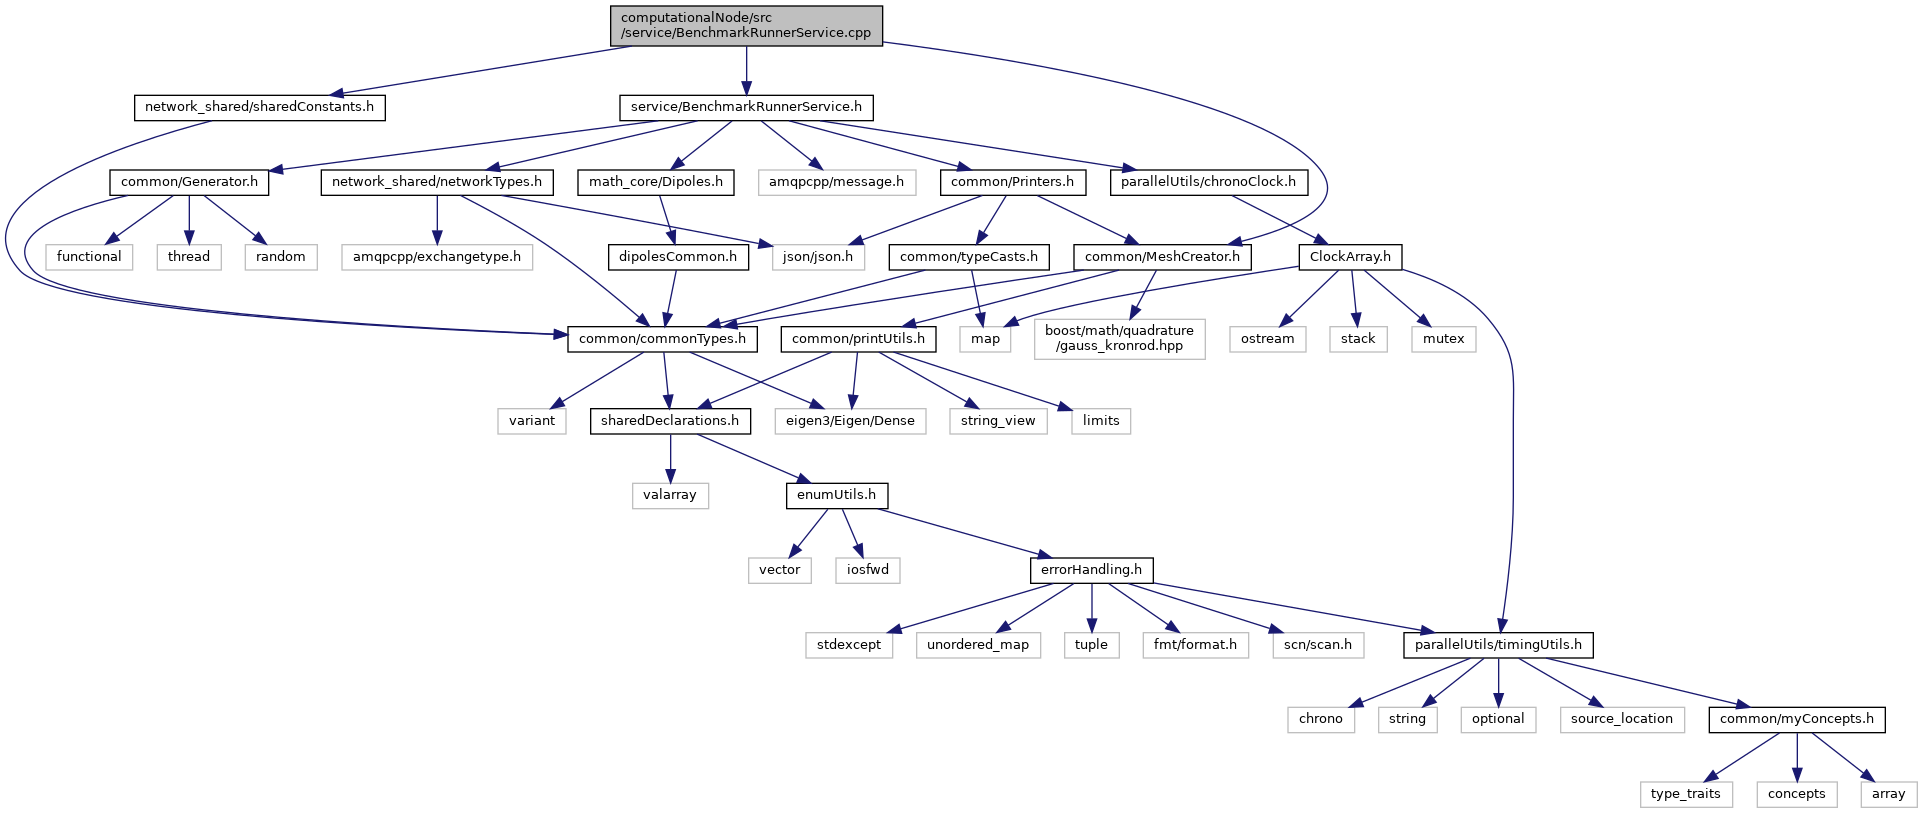 computationalNode/src
/service/BenchmarkRunnerService.cpp
network_shared/sharedConstants.h
service/BenchmarkRunnerService.h
common/Generator.h
network_shared/networkTypes.h
math_core/Dipoles.h
amqpcpp/message.h
common/Printers.h
parallelUtils/chronoClock.h
functional
thread
random
amqpcpp/exchangetype.h
dipolesCommon.h
json/json.h
common/typeCasts.h
common/MeshCreator.h
ClockArray.h
common/commonTypes.h
common/printUtils.h
map
boost/math/quadrature
/gauss_kronrod.hpp
ostream
stack
mutex
variant
sharedDeclarations.h
eigen3/Eigen/Dense
string_view
limits
valarray
enumUtils.h
vector
iosfwd
errorHandling.h
stdexcept
unordered_map
tuple
fmt/format.h
scn/scan.h
parallelUtils/timingUtils.h
chrono
string
optional
source_location
common/myConcepts.h
type_traits
concepts
array